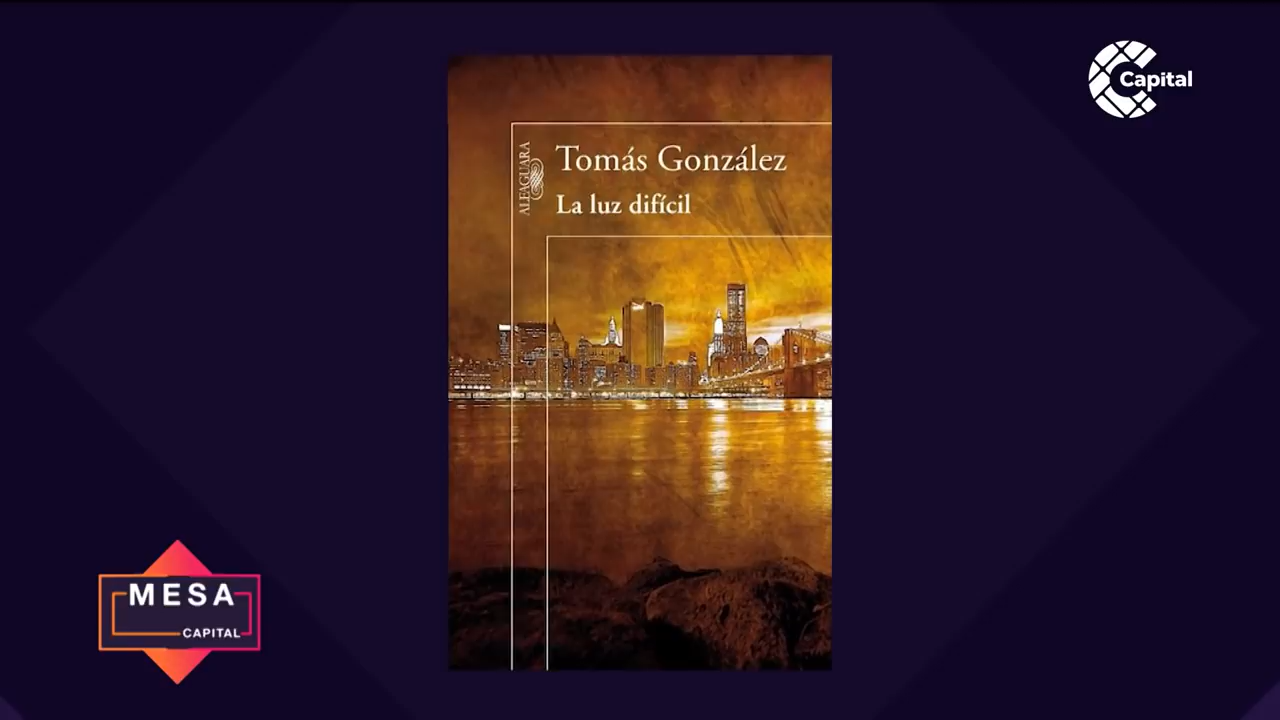 Capital
ALFAGUARA
Tomás González
La luz difícil
MESA
CAPITAL